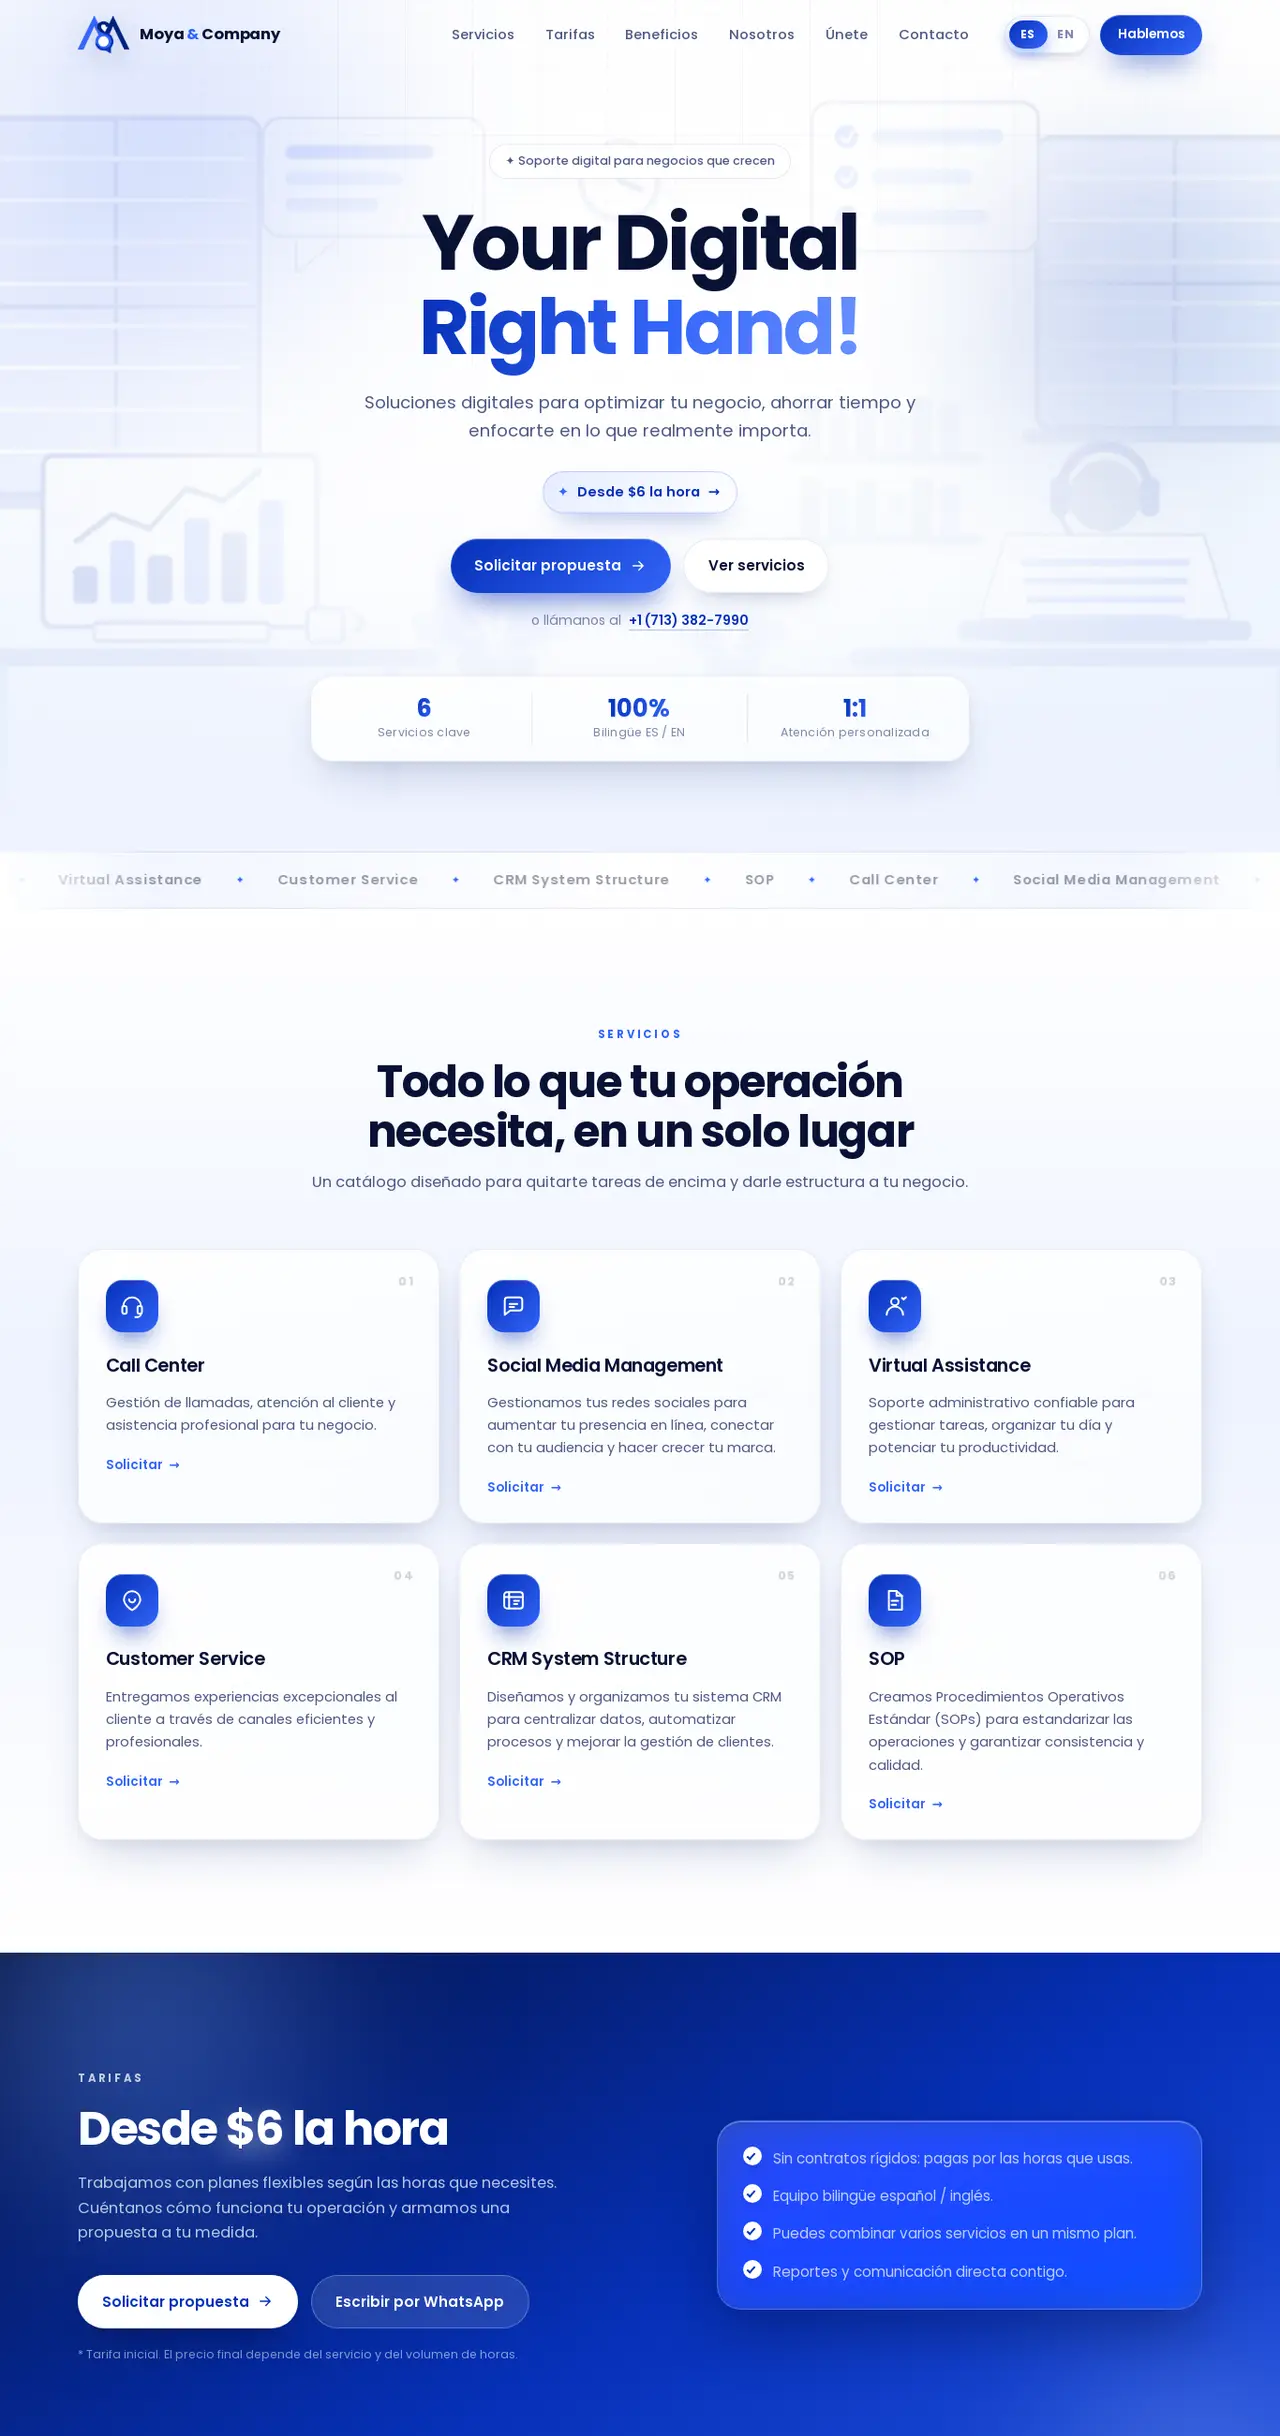 Moya & Company
Servicios
Tarifas
Beneficios
Nosotros
Únete
Contacto
ES
EN
Hablemos
✦ Soporte digital para negocios que crecen
Your Digital
Right Hand!
Soluciones digitales para optimizar tu negocio, ahorrar tiempo y
enfocarte en lo que realmente importa.
✦ Desde $6 la hora →
Solicitar propuesta →
Ver servicios
o llámanos al +1 (713) 382-7990
6
Servicios clave
100%
Bilingüe ES / EN
1:1
Atención personalizada
Virtual Assistance ✦ Customer Service ✦ CRM System Structure ✦ SOP ✦ Call Center ✦ Social Media Management
SERVICIOS
Todo lo que tu operación
necesita, en un solo lugar
Un catálogo diseñado para quitarte tareas de encima y darle estructura a tu negocio.
01
Call Center
Gestión de llamadas, atención al cliente y
asistencia profesional para tu negocio.
Solicitar →
02
Social Media Management
Gestionamos tus redes sociales para
aumentar tu presencia en línea, conectar
con tu audiencia y hacer crecer tu marca.
Solicitar →
03
Virtual Assistance
Soporte administrativo confiable para
gestionar tareas, organizar tu día y
potenciar tu productividad.
Solicitar →
04
Customer Service
Entregamos experiencias excepcionales al
cliente a través de canales eficientes y
profesionales.
Solicitar →
05
CRM System Structure
Diseñamos y organizamos tu sistema CRM
para centralizar datos, automatizar
procesos y mejorar la gestión de clientes.
Solicitar →
06
SOP
Creamos Procedimientos Operativos
Estándar (SOPs) para estandarizar las
operaciones y garantizar consistencia y
calidad.
Solicitar →
TARIFAS
Desde $6 la hora
Trabajamos con planes flexibles según las horas que necesites.
Cuéntanos cómo funciona tu operación y armamos una
propuesta a tu medida.
Solicitar propuesta →
Escribir por WhatsApp
* Tarifa inicial. El precio final depende del servicio y del volumen de horas.
Sin contratos rígidos: pagas por las horas que usas.
Equipo bilingüe español / inglés.
Puedes combinar varios servicios en un mismo plan.
Reportes y comunicación directa contigo.